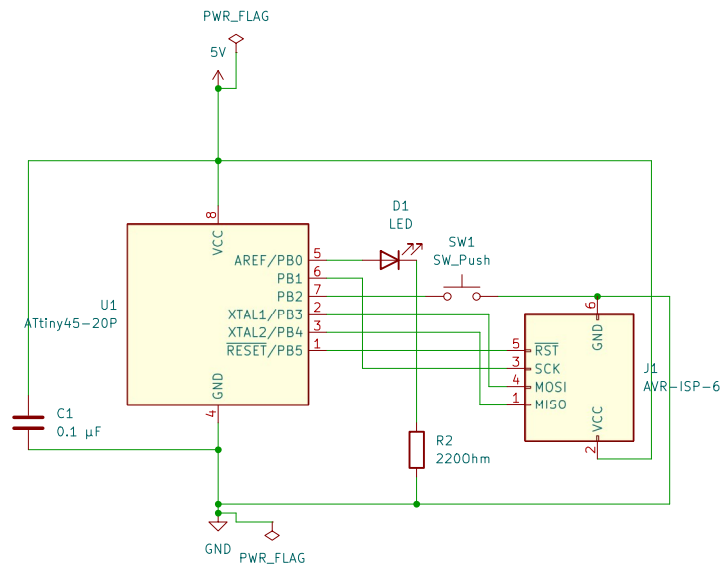 PWR_FLAG
5V
D1
LED
SW1
SW_Push
8
VCC
AREF/PB0
5
PB1
6
PB2
7
XTAL1/PB3
2
XTAL2/PB4
3
RESET/PB5
1
GND
4
U1
ATtiny45-20P
6
GND
5
RST
3
SCK
4
MOSI
1
MISO
VCC
2
J1
AVR-ISP-6
C1
0.1 µF
R2
220Ohm
GND
PWR_FLAG